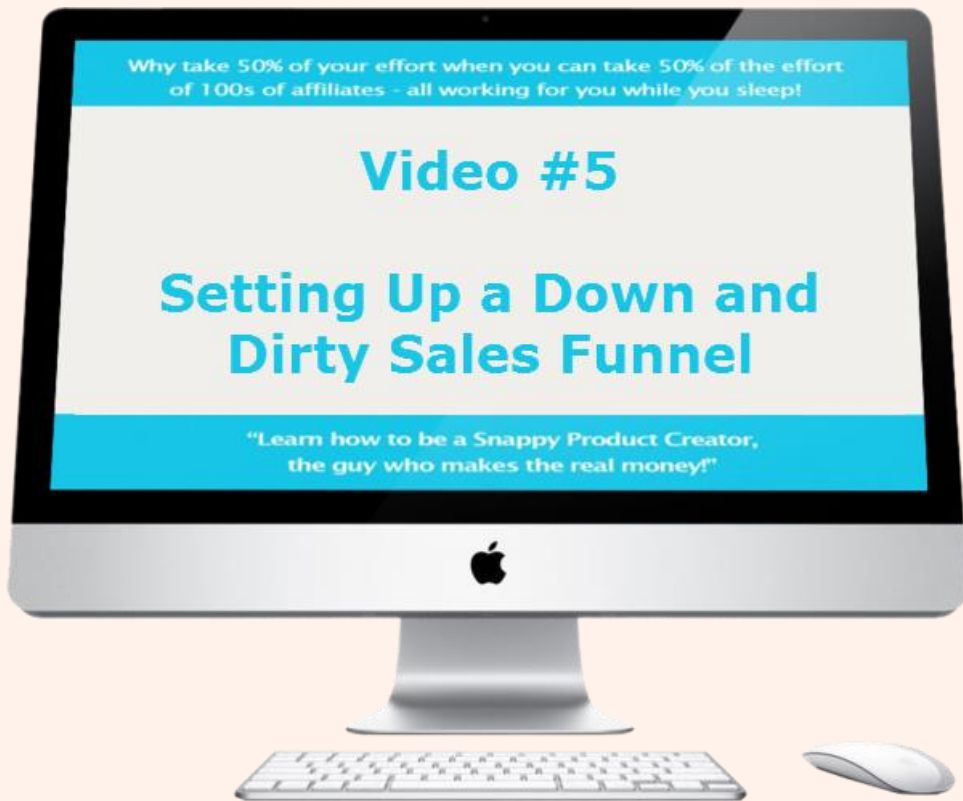 Why take 50% of your effort when you can take 50% of the effort
of 100s of affiliates - all working for you while you sleep!
Video #5
Setting Up a Down and
Dirty Sales Funnel
“Learn how to be a Snappy Product Creator,
the guy who makes the real money!”